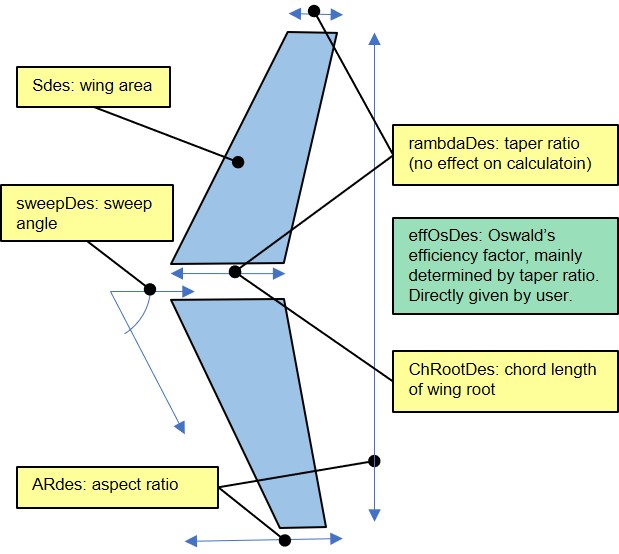 Sdes: wing area
rambdaDes: taper ratio
(no effect on calculatoin)
sweepDes: sweep
angle
effOsDes: Oswald’s
efficiency factor, mainly
determined by taper ratio.
Directly given by user.
ChRootDes: chord length
of wing root
ARdes: aspect ratio